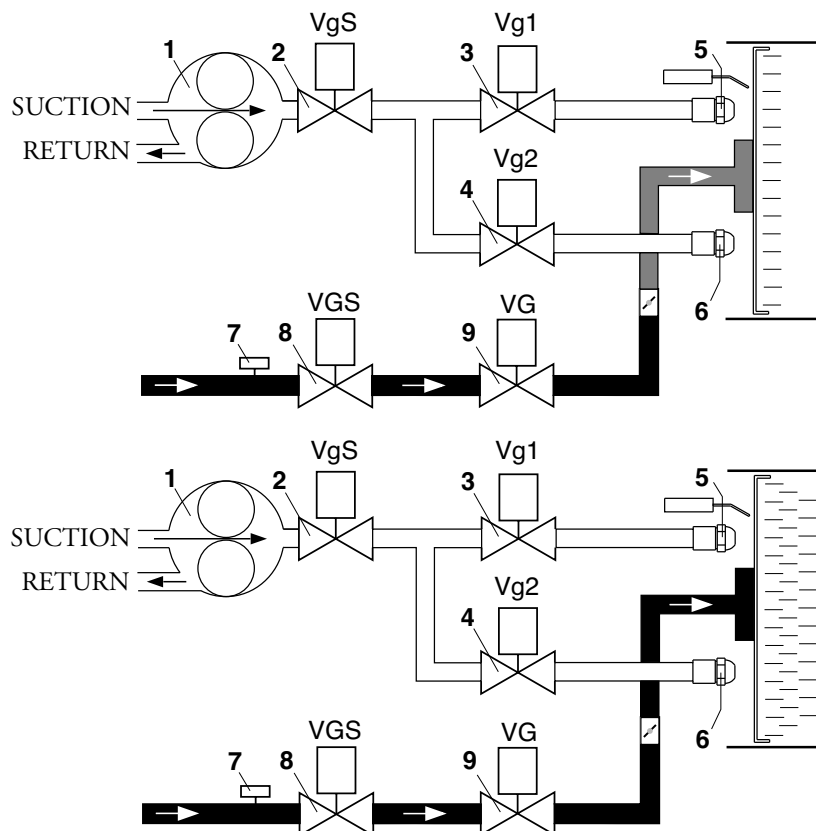 VgS Vg1
1 2 3 5
SUCTION
RETURN
Vg2
4
6
VGS VG
7 8 9
VgS Vg1
1 2 3 5
SUCTION
RETURN
Vg2
4
6
VGS VG
7 8 9